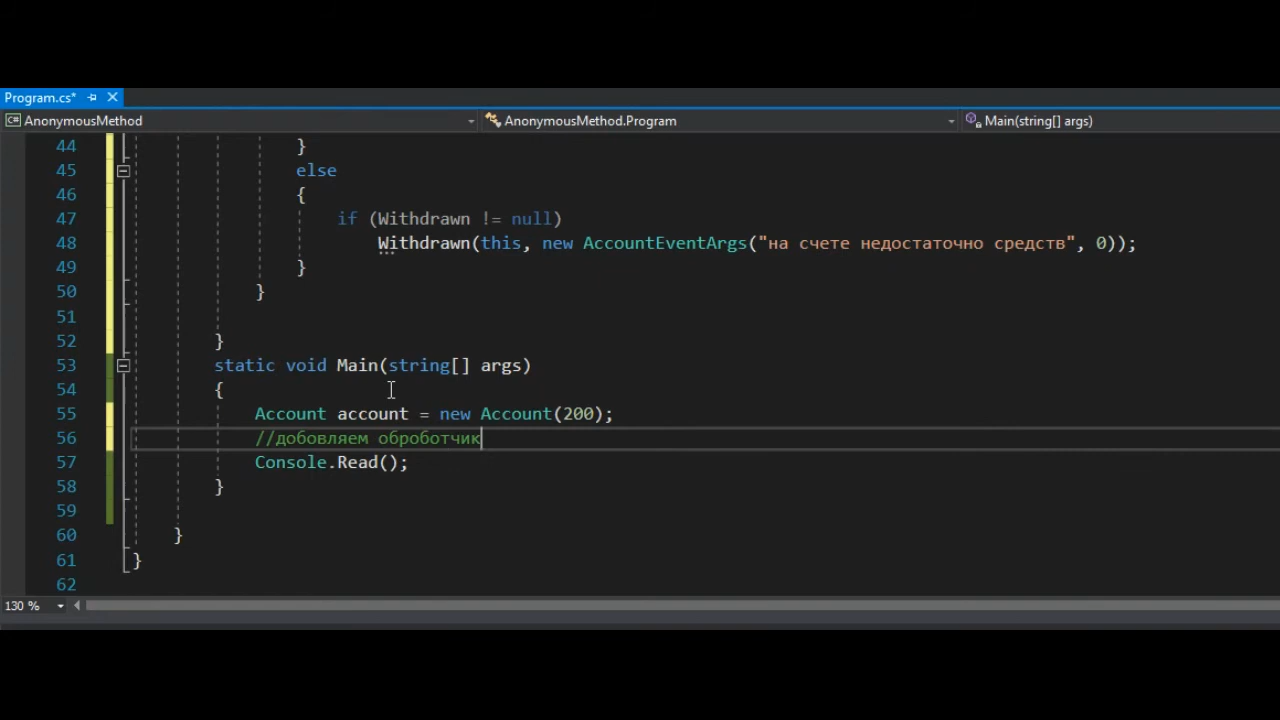 Program.cs*
C# AnonymousMethod
AnonymousMethod.Program
Main(string[] args)
44 }
45 else
46 {
47 if (Withdrawn != null)
48 Withdrawn(this, new AccountEventArgs("на счете недостаточно средств", 0));
49 }
50 }
51
52 }
53 static void Main(string[] args)
54 {
55 Account account = new Account(200);
56 //добовляем оброботчик
57 Console.Read();
58 }
59
60 }
61 }
62
130 %